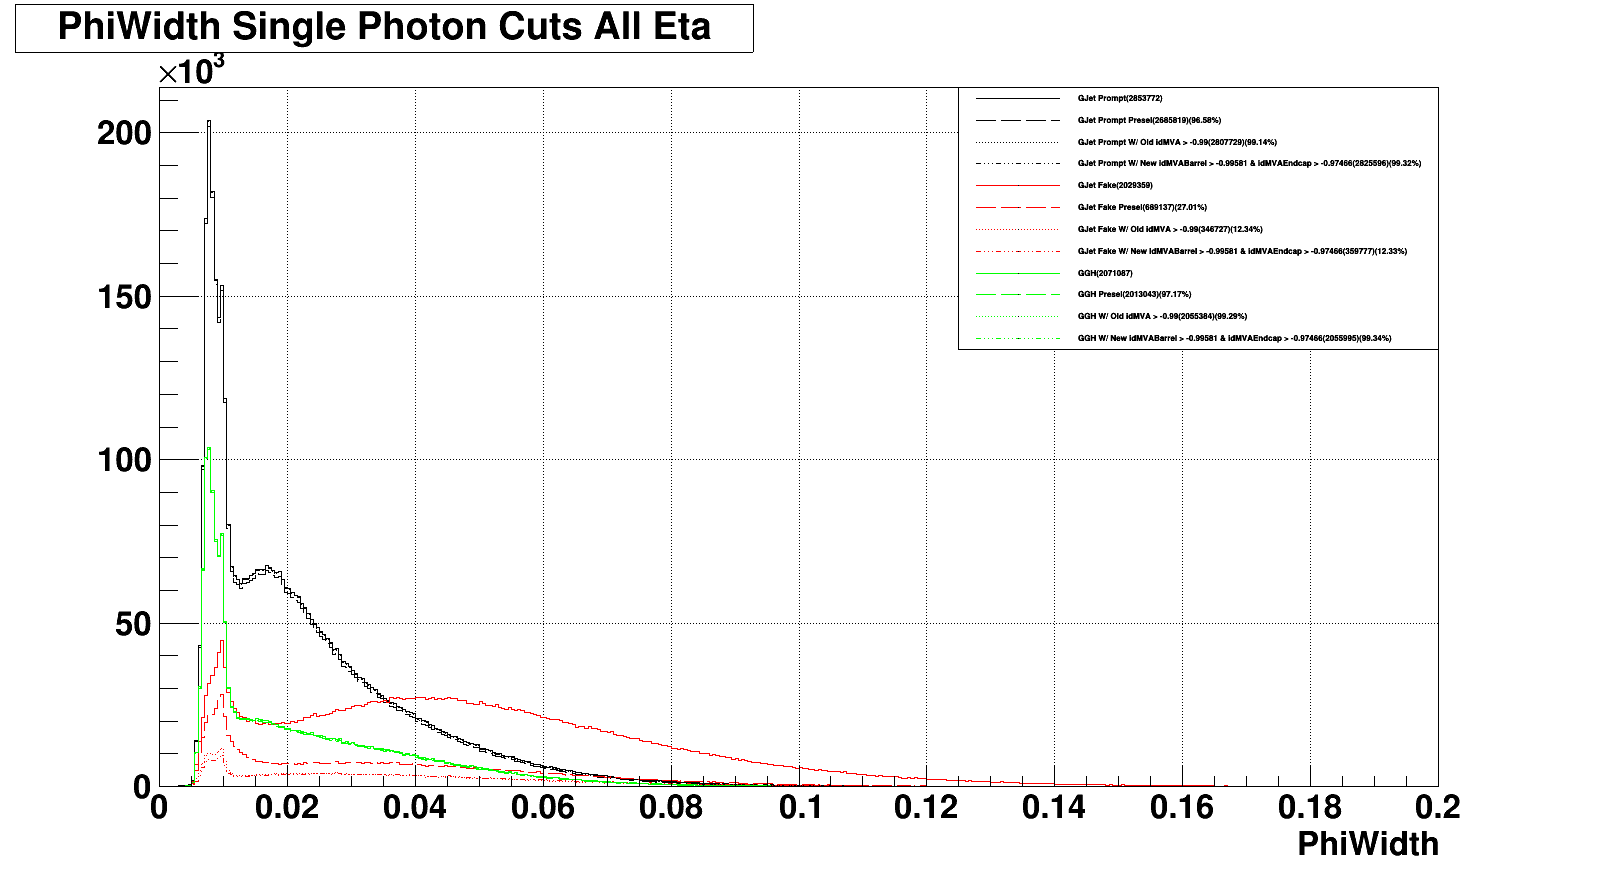 PhiWidth Single Photon Cuts All Eta
×10³
200
150
100
50
0
0 0.02 0.04 0.06 0.08 0.1 0.12 0.14 0.16 0.18 0.2
PhiWidth
GJet Prompt(2853772)
GJet Prompt Presel(2685819)(96.58%)
GJet Prompt W/ Old idMVA > -0.99(2807729)(99.14%)
GJet Prompt W/ New idMVABarrel > -0.99581 & idMVAEndcap > -0.97466(2825596)(99.32%)
GJet Fake(2029359)
GJet Fake Presel(689137)(27.01%)
GJet Fake W/ Old idMVA > -0.99(346727)(12.34%)
GJet Fake W/ New idMVABarrel > -0.99581 & idMVAEndcap > -0.97466(359777)(12.33%)
GGH(2071087)
GGH Presel(2013043)(97.17%)
GGH W/ Old idMVA > -0.99(2055384)(99.29%)
GGH W/ New idMVABarrel > -0.99581 & idMVAEndcap > -0.97466(2055995)(99.34%)